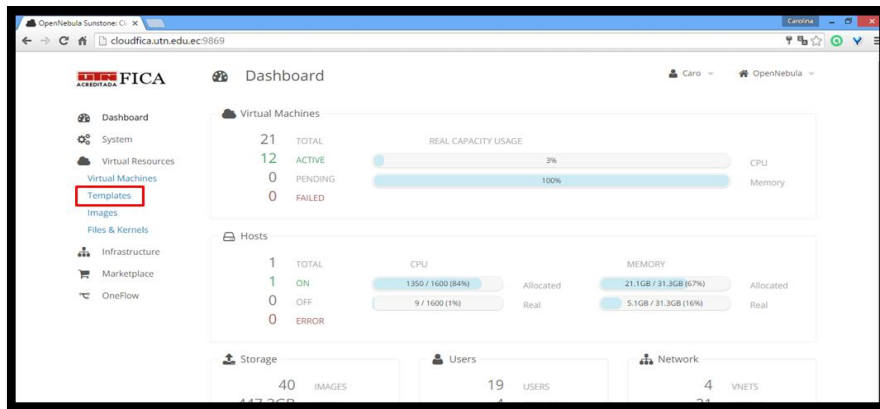 OpenNebula Sunstone: Cl
Carolina
cloudfica.utn.edu.ec:9869
UTN FICA
ACREDITADA
Dashboard
Caro
OpenNebula
Dashboard
System
Virtual Resources
Virtual Machines
Templates
Images
Files & Kernels
Infrastructure
Marketplace
OneFlow
Virtual Machines
21 TOTAL REAL CAPACITY USAGE
12 ACTIVE 3% CPU
0 PENDING 100% Memory
0 FAILED
Hosts
1 TOTAL CPU MEMORY
1 ON 1350 / 1600 (84%) Allocated 21.1GB / 31.3GB (67%) Allocated
0 OFF 9 / 1600 (1%) Real 5.1GB / 31.3GB (16%) Real
0 ERROR
Storage Users Network
40 IMAGES 19 USERS 4 VNETS